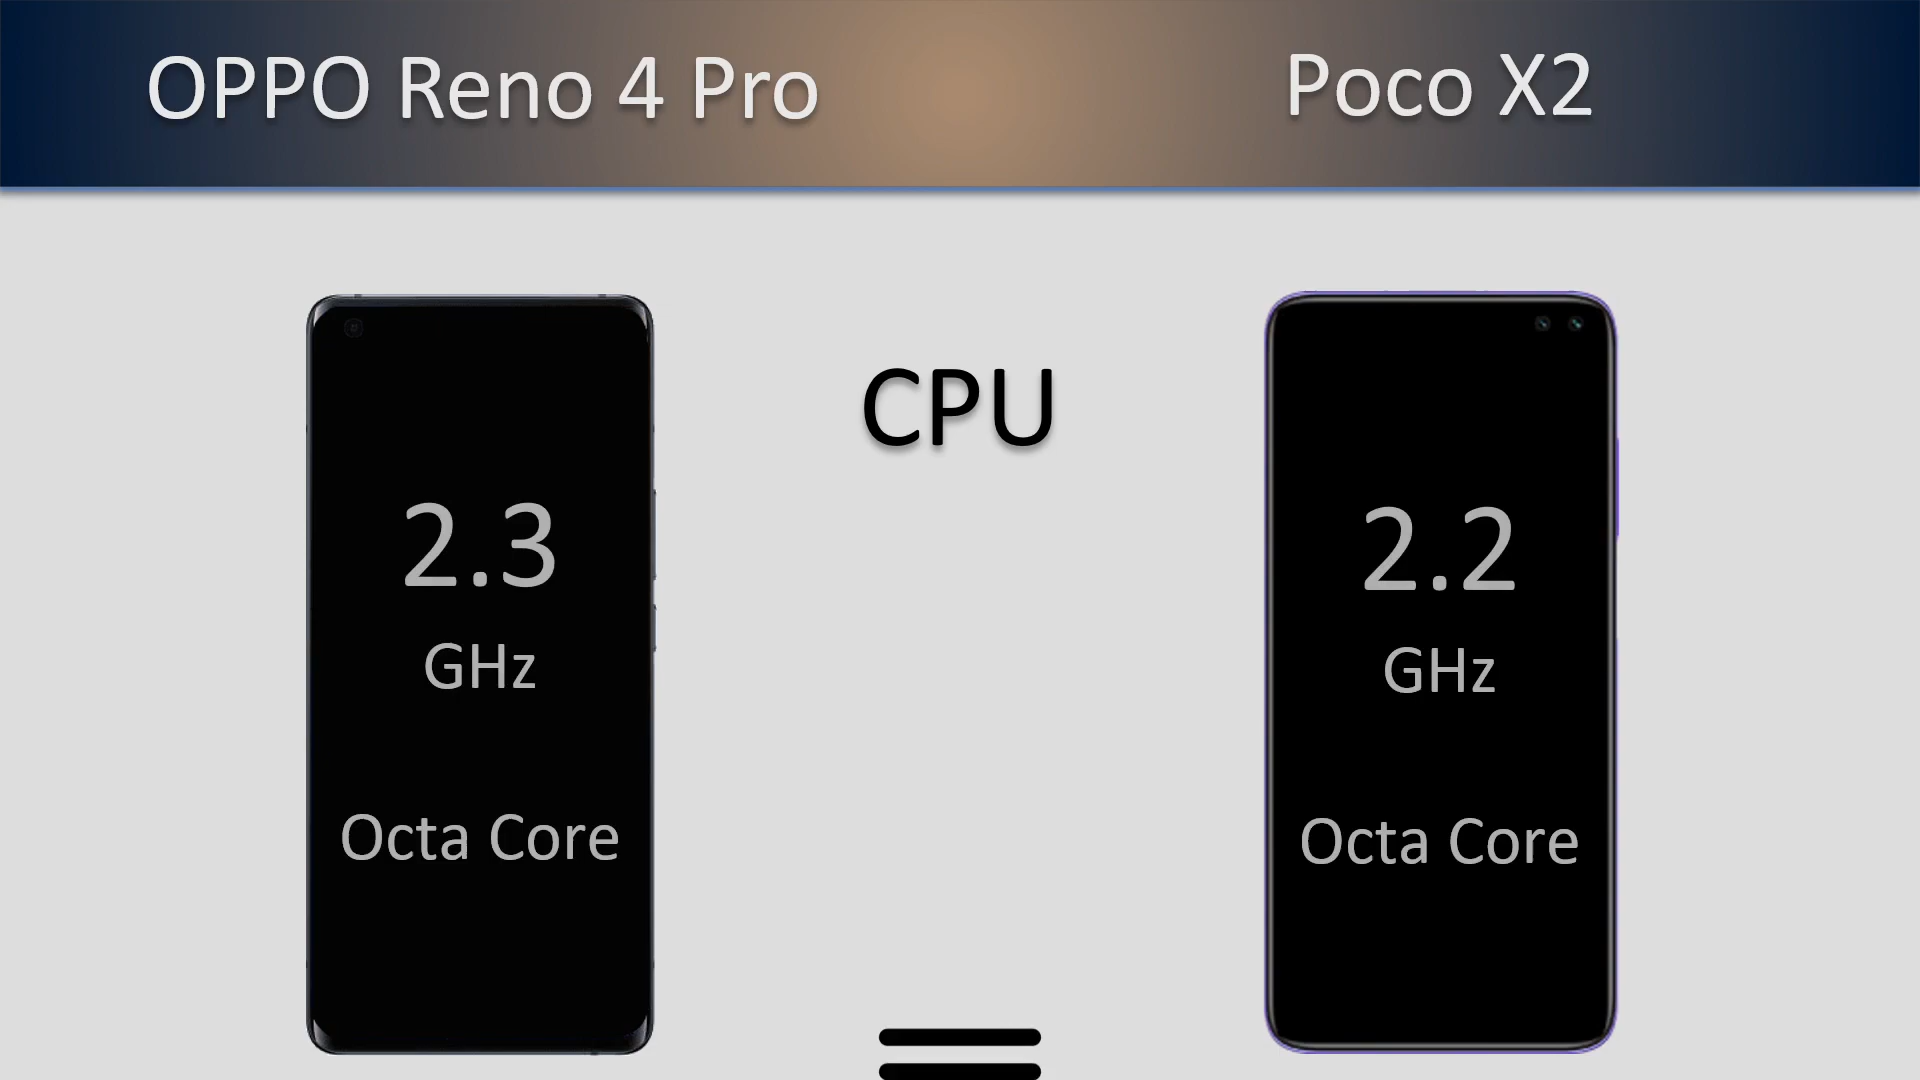 OPPO Reno 4 Pro
Poco X2
CPU
2.3
GHz
Octa Core
2.2
GHz
Octa Core